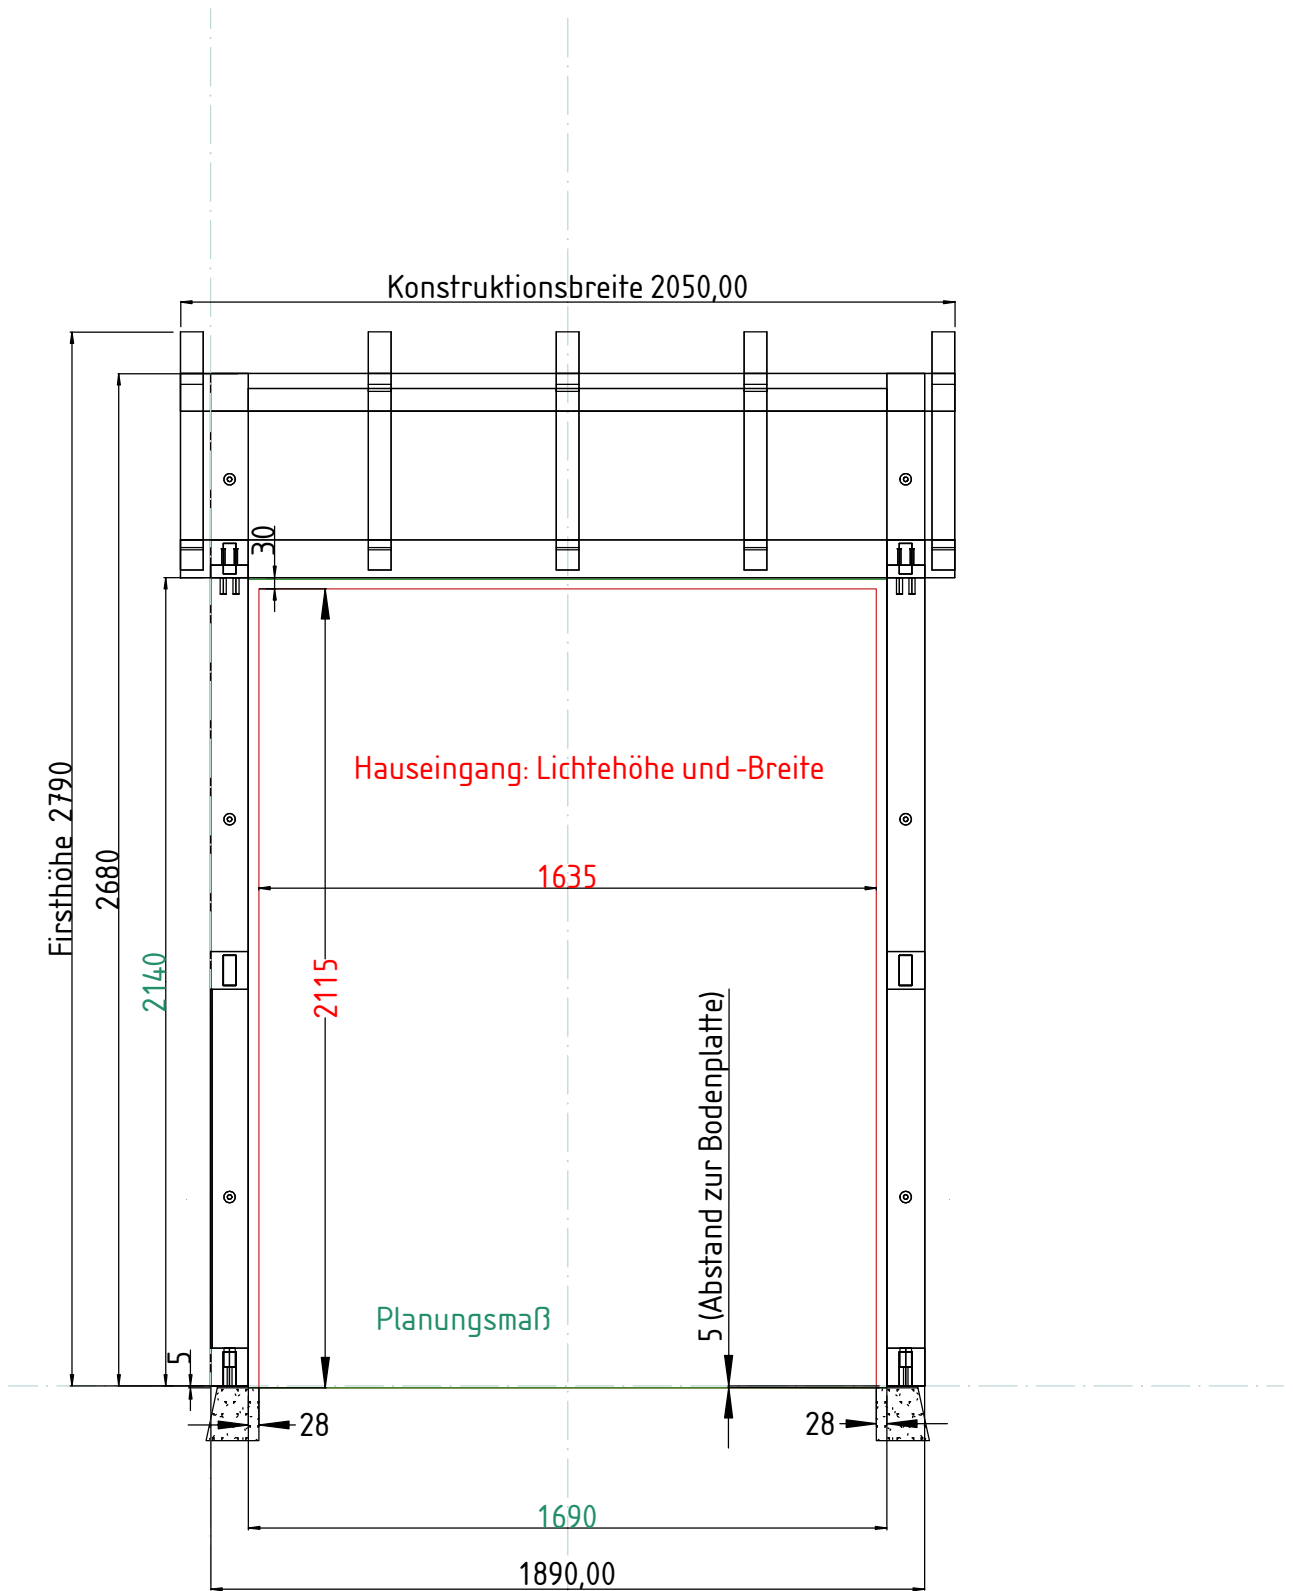 Konstruktionsbreite 2050,00
30
Hauseingang: Lichtehöhe und -Breite
Firsthöhe 2790
2680
1635
2140
2115
5 (Abstand zur Bodenplatte)
Planungsmaß
5
28
28
1690
1890,00